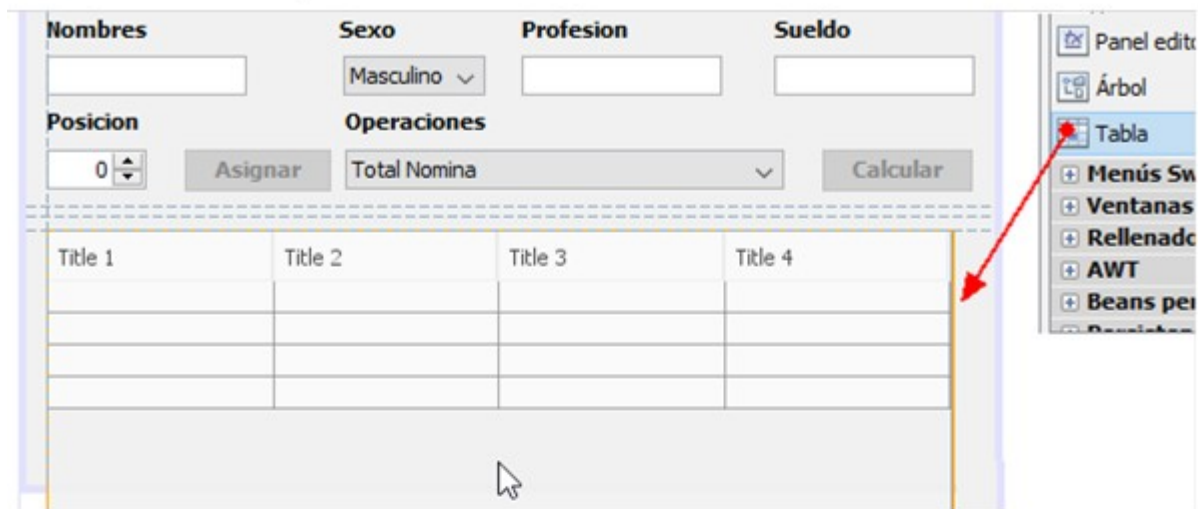 Nombres Sexo Profesion Sueldo
Masculino
Posicion Operaciones
0 Asignar Total Nomina Calcular
Title 1 Title 2 Title 3 Title 4
Panel edito
Árbol
Tabla
Menús Sw
Ventanas
Rellenado
AWT
Beans per